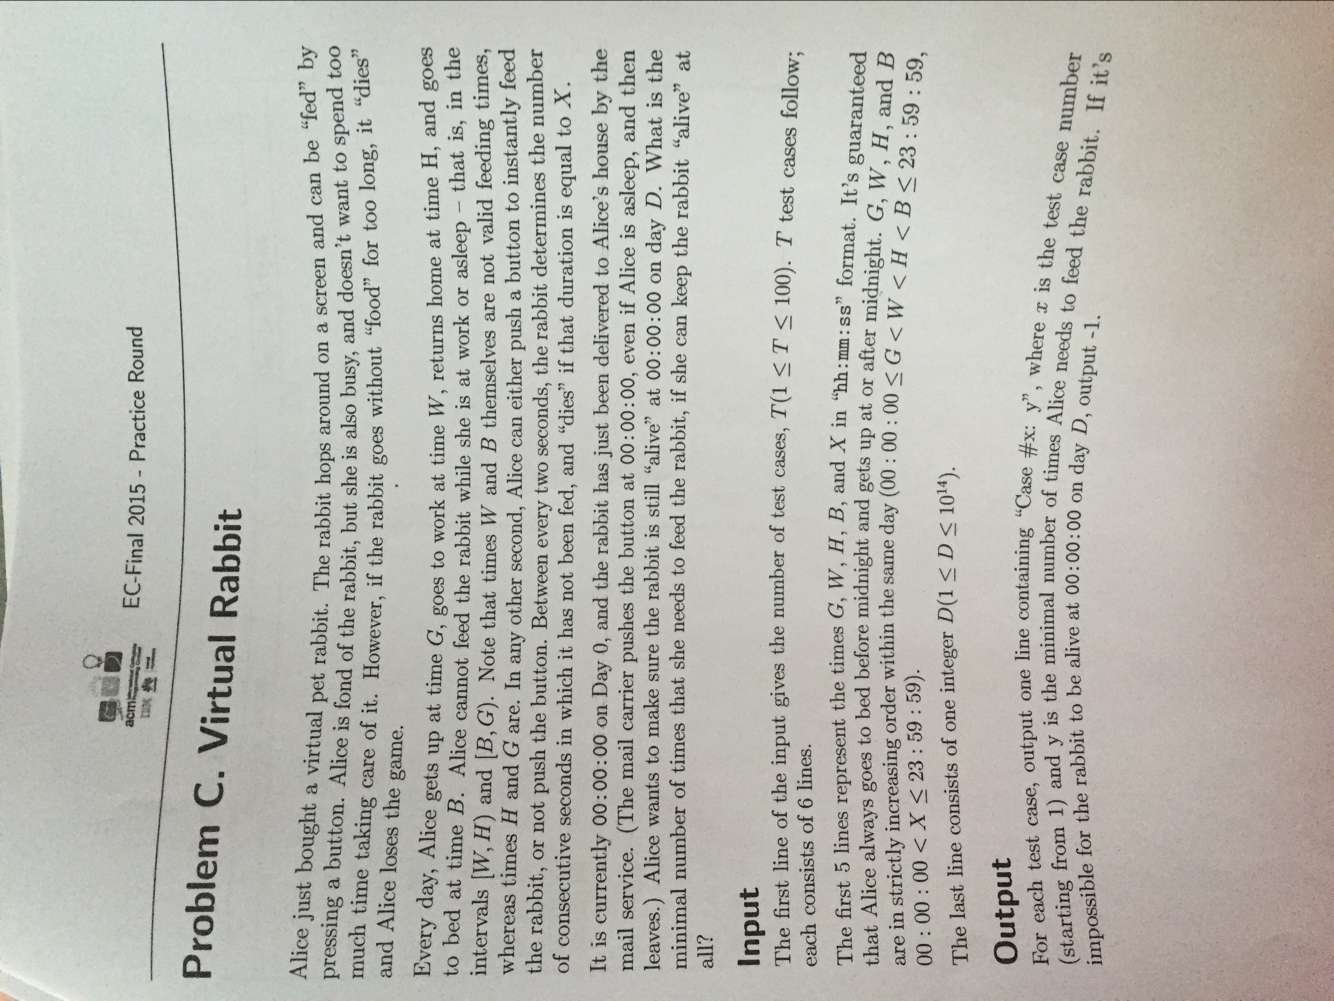 acm
EC-Final 2015 - Practice Round
Problem C. Virtual Rabbit
Alice just bought a virtual pet rabbit. The rabbit hops around on a screen and can be “fed” by
pressing a button. Alice is fond of the rabbit, but she is also busy, and doesn’t want to spend too
much time taking care of it. However, if the rabbit goes without “food” for too long, it “dies”
and Alice loses the game.
Every day, Alice gets up at time G, goes to work at time W, returns home at time H, and goes
to bed at time B. Alice cannot feed the rabbit while she is at work or asleep – that is, in the
intervals [W, H) and [B, G). Note that times W and B themselves are not valid feeding times,
whereas times H and G are. In any other second, Alice can either push a button to instantly feed
the rabbit, or not push the button. Between every two seconds, the rabbit determines the number
of consecutive seconds in which it has not been fed, and “dies” if that duration is equal to X.
It is currently 00:00:00 on Day 0, and the rabbit has just been delivered to Alice’s house by the
mail service. (The mail carrier pushes the button at 00:00:00, even if Alice is asleep, and then
leaves.) Alice wants to make sure the rabbit is still “alive” at 00:00:00 on day D. What is the
minimal number of times that she needs to feed the rabbit, if she can keep the rabbit “alive” at
all?
Input
The first line of the input gives the number of test cases, T(1 ≤ T ≤ 100). T test cases follow;
each consists of 6 lines.
The first 5 lines represent the times G, W, H, B, and X in “hh:mm:ss” format. It’s guaranteed
that Alice always goes to bed before midnight and gets up at or after midnight. G, W, H, and B
are in strictly increasing order within the same day (00 : 00 : 00 ≤ G < W < H < B ≤ 23 : 59 : 59,
00 : 00 : 00 < X ≤ 23 : 59 : 59).
The last line consists of one integer D(1 ≤ D ≤ 10¹⁴).
Output
For each test case, output one line containing “Case #x: y”, where x is the test case number
(starting from 1) and y is the minimal number of times Alice needs to feed the rabbit. If it’s
impossible for the rabbit to be alive at 00:00:00 on day D, output -1.